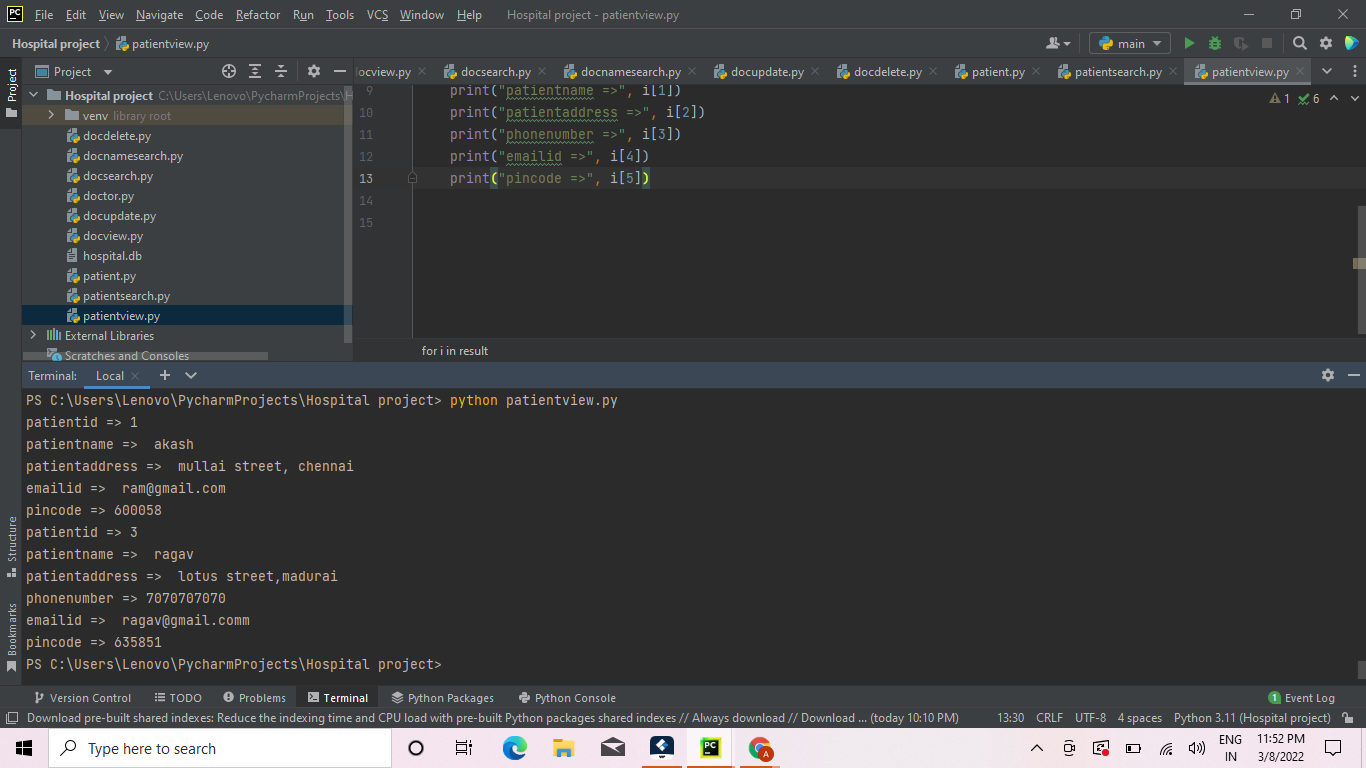 PC File Edit View Navigate Code Refactor Run Tools VCS Window Help Hospital project - patientview.py
Hospital project patientview.py main
Project docview.py docsearch.py docnamesearch.py docupdate.py docdelete.py patient.py patientsearch.py patientview.py
Project
Hospital project C:\Users\Lenovo\PycharmProjects\H
venv library root
docdelete.py
docnamesearch.py
docsearch.py
doctor.py
docupdate.py
docview.py
hospital.db
patient.py
patientsearch.py
patientview.py
External Libraries
Scratches and Consoles
9 print("patientname =>", i[1])
10 print("patientaddress =>", i[2])
11 print("phonenumber =>", i[3])
12 print("emailid =>", i[4])
13 print("pincode =>", i[5])
14
15
1 6
for i in result
Terminal: Local
PS C:\Users\Lenovo\PycharmProjects\Hospital project> python patientview.py
patientid => 1
patientname =>  akash
patientaddress =>  mullai street, chennai
emailid =>  ram@gmail.com
pincode => 600058
patientid => 3
patientname =>  ragav
patientaddress =>  lotus street,madurai
phonenumber => 7070707070
emailid =>  ragav@gmail.comm
pincode => 635851
PS C:\Users\Lenovo\PycharmProjects\Hospital project>
Structure
Bookmarks
Version Control TODO Problems Terminal Python Packages Python Console 1 Event Log
Download pre-built shared indexes: Reduce the indexing time and CPU load with pre-built Python packages shared indexes // Always download // Download ... (today 10:10 PM) 13:30 CRLF UTF-8 4 spaces Python 3.11 (Hospital project)
Type here to search PC A ENG 11:52 PM
IN 3/8/2022